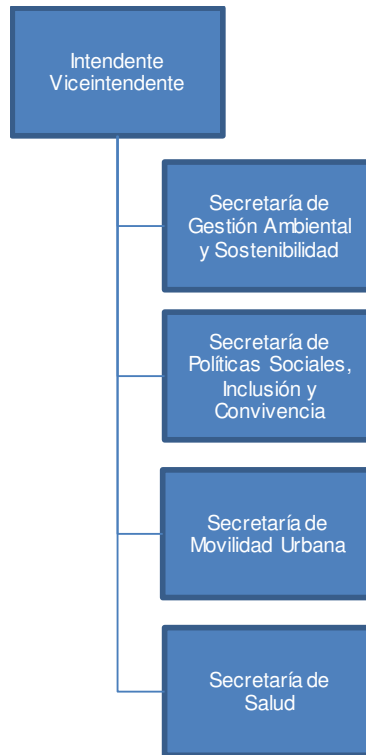 Intendente
Viceintendente
Secretaría de
Gestión Ambiental
y Sostenibilidad
Secretaría de
Políticas Sociales,
Inclusión y
Convivencia
Secretaría de
Movilidad Urbana
Secretaría de
Salud